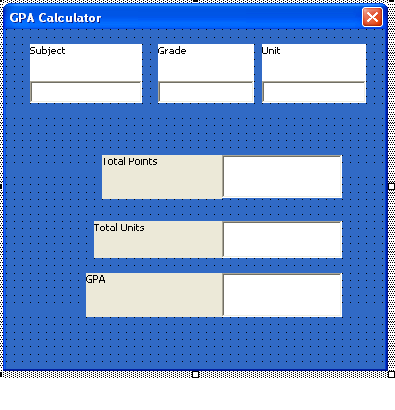 GPA Calculator
Subject Grade Unit
Total Points
Total Units
GPA